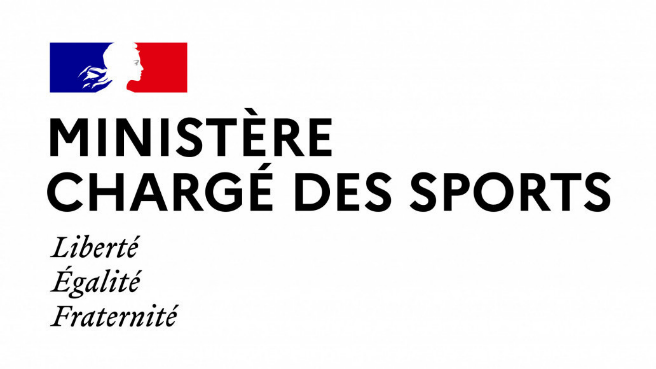 MINISTÈRE
CHARGÉ DES SPORTS
Liberté
Égalité
Fraternité